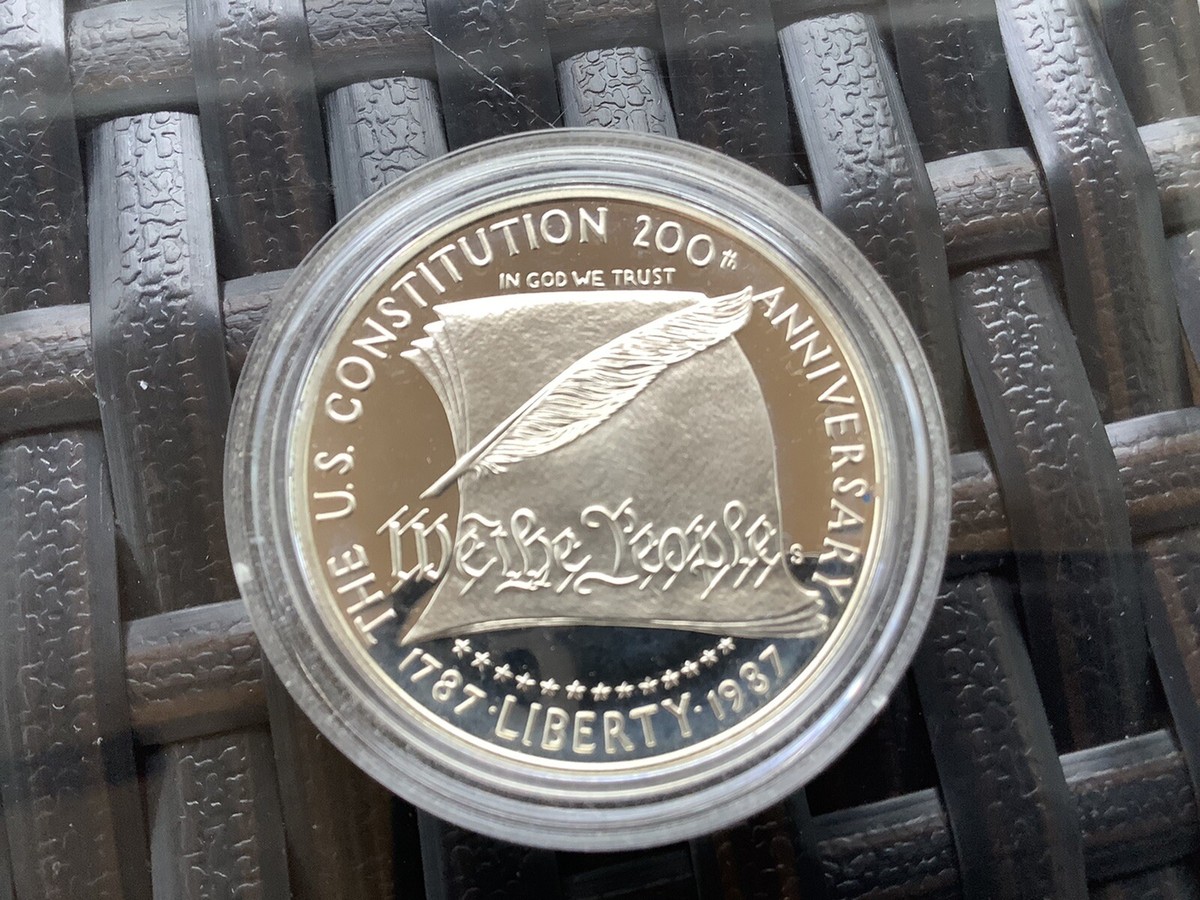 THE U.S. CONSTITUTION 200th ANNIVERSARY
IN GOD WE TRUST
We the People
S
1787·LIBERTY·1987